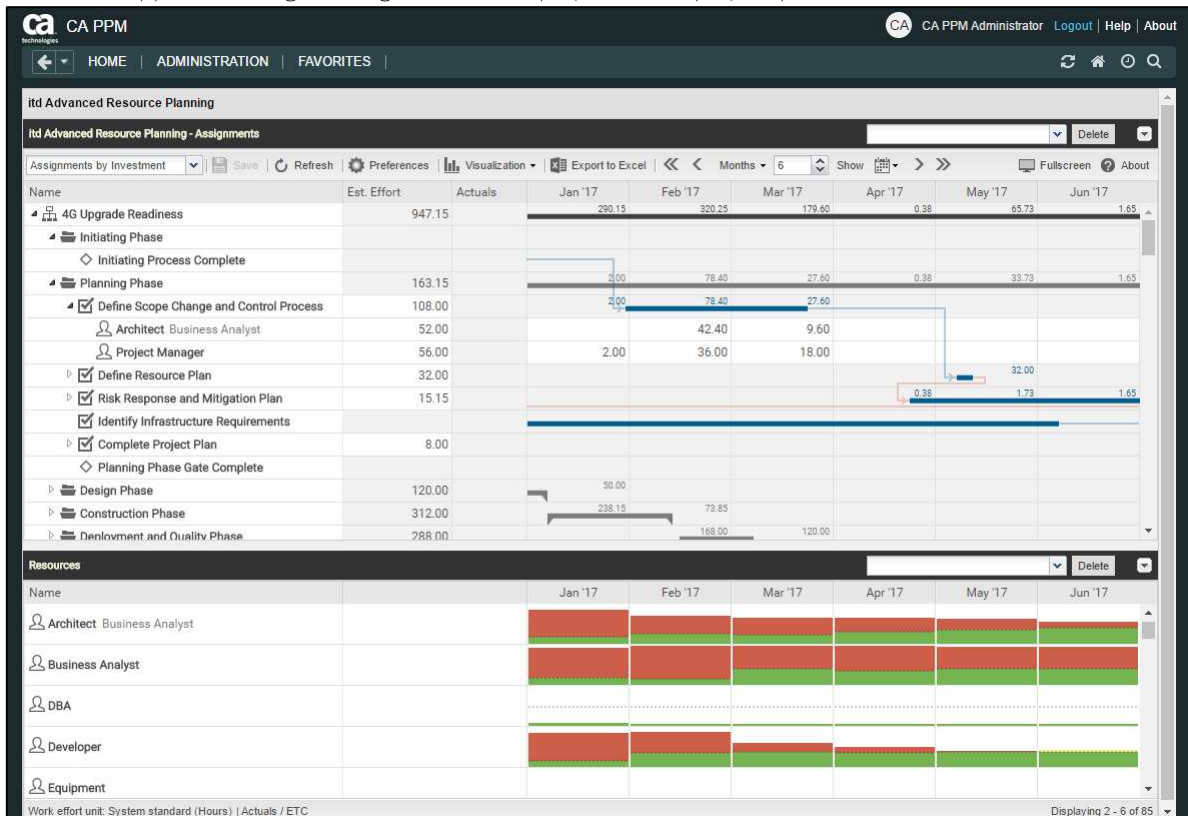 ca technologies CA PPM CA CA PPM Administrator Logout | Help | About
HOME | ADMINISTRATION | FAVORITES |
itd Advanced Resource Planning
itd Advanced Resource Planning - Assignments Delete
Assignments by Investment Save Refresh Preferences Visualization Export to Excel Months 6 Show Fullscreen About
Name Est. Effort Actuals Jan '17 Feb '17 Mar '17 Apr '17 May '17 Jun '17
4G Upgrade Readiness 947.15 290.15 320.25 179.60 0.38 65.73 1.65
Initiating Phase
Initiating Process Complete
Planning Phase 163.15 2.00 78.40 27.60 0.38 33.73 1.65
Define Scope Change and Control Process 108.00 2.00 78.40 27.60
Architect Business Analyst 52.00 42.40 9.60
Project Manager 56.00 2.00 36.00 18.00
Define Resource Plan 32.00 32.00
Risk Response and Mitigation Plan 15.15 0.38 1.73 1.65
Identify Infrastructure Requirements
Complete Project Plan 8.00
Planning Phase Gate Complete
Design Phase 120.00 50.00
Construction Phase 312.00 238.15 73.85
Deployment and Quality Phase 288.00 168.00 120.00
Resources Delete
Name Jan '17 Feb '17 Mar '17 Apr '17 May '17 Jun '17
Architect Business Analyst
Business Analyst
DBA
Developer
Equipment
Work effort unit: System standard (Hours) | Actuals / ETC Displaying 2 - 6 of 85